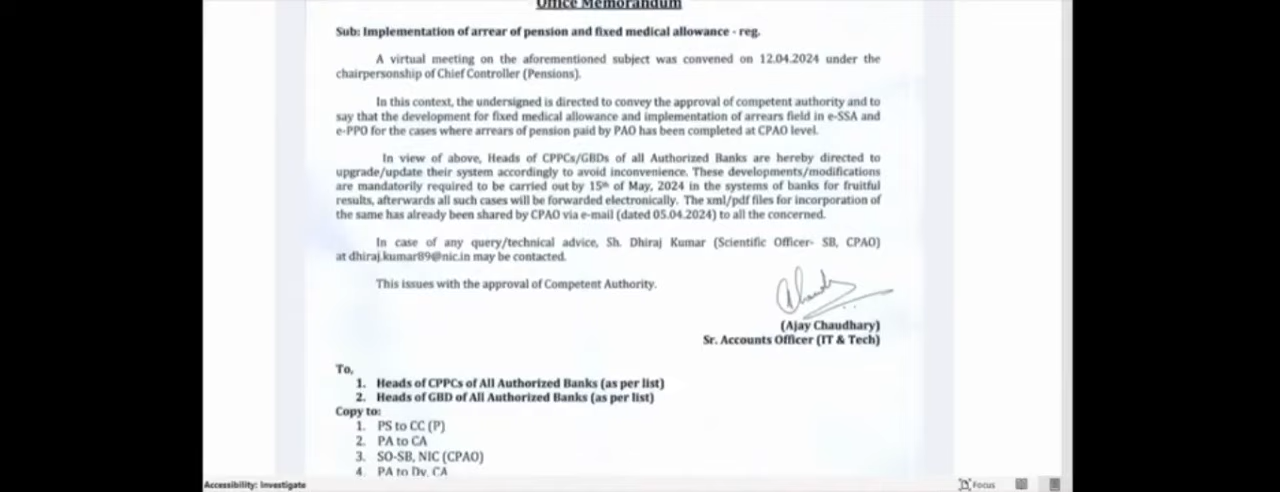 Office Memorandum
Sub: Implementation of arrear of pension and fixed medical allowance - reg.
A virtual meeting on the aforementioned subject was convened on 12.04.2024 under the
chairpersonship of Chief Controller (Pensions).
In this context, the undersigned is directed to convey the approval of competent authority and to
say that the development for fixed medical allowance and implementation of arrears field in e-SSA and
e-PPO for the cases where arrears of pension paid by PAO has been completed at CPAO level.
In view of above, Heads of CPPCs/GBDs of all Authorized Banks are hereby directed to
upgrade/update their system accordingly to avoid inconvenience. These developments/modifications
are mandatorily required to be carried out by 15th of May, 2024 in the systems of banks for fruitful
results, afterwards all such cases will be forwarded electronically. The xml/pdf files for incorporation of
the same has already been shared by CPAO via e-mail (dated 05.04.2024) to all the concerned.
In case of any query/technical advice, Sh. Dhiraj Kumar (Scientific Officer- SB, CPAO)
at dhiraj.kumar89@nic.in may be contacted.
This issues with the approval of Competent Authority.
(Ajay Chaudhary)
Sr. Accounts Officer (IT & Tech)
To,
1. Heads of CPPCs of All Authorized Banks (as per list)
2. Heads of GBD of All Authorized Banks (as per list)
Copy to:
1. PS to CC (P)
2. PA to CA
3. SO-SB, NIC (CPAO)
4. PA to Dy. CA
Accessibility: Investigate
Focus